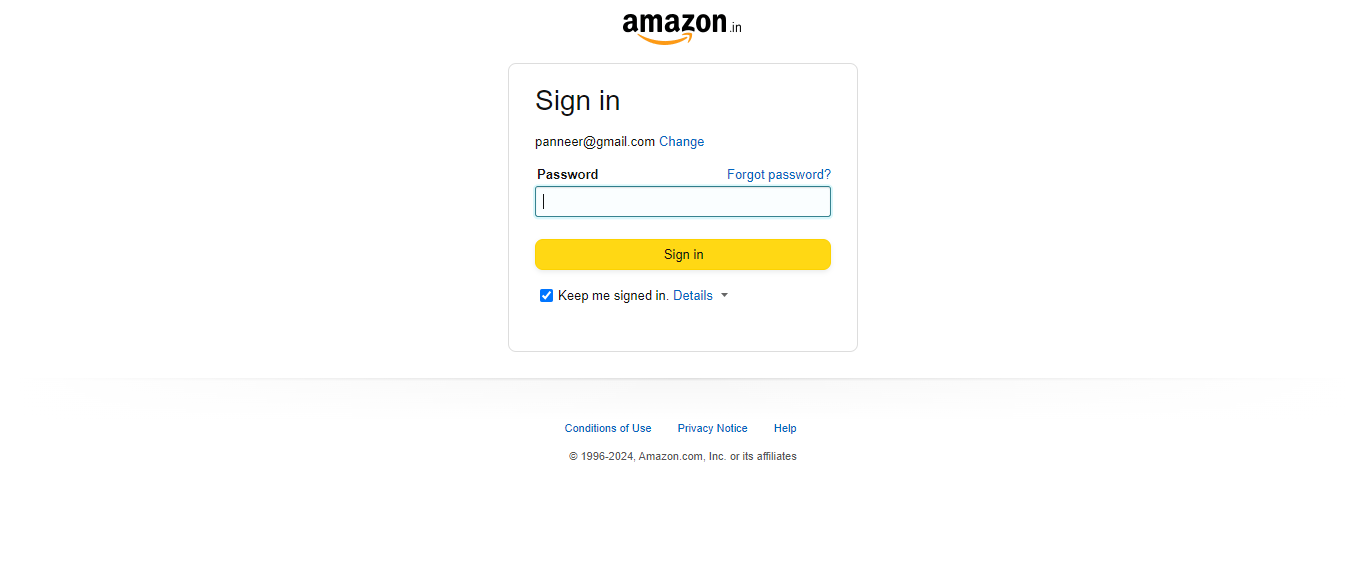 amazon.in
Sign in
panneer@gmail.com Change
Password Forgot password?
Sign in
Keep me signed in. Details
Conditions of Use Privacy Notice Help
© 1996-2024, Amazon.com, Inc. or its affiliates